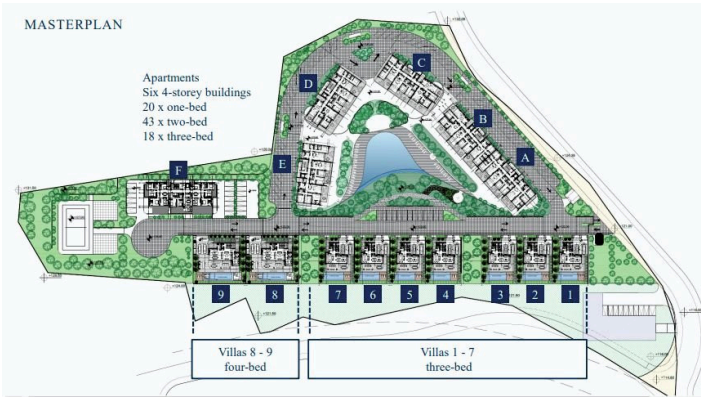 MASTERPLAN
Apartments
Six 4-storey buildings
20 x one-bed
43 x two-bed
18 x three-bed
C
D
B
A
E
F
9
8
7
6
5
4
3
2
1
Villas 8 - 9
four-bed
Villas 1 - 7
three-bed